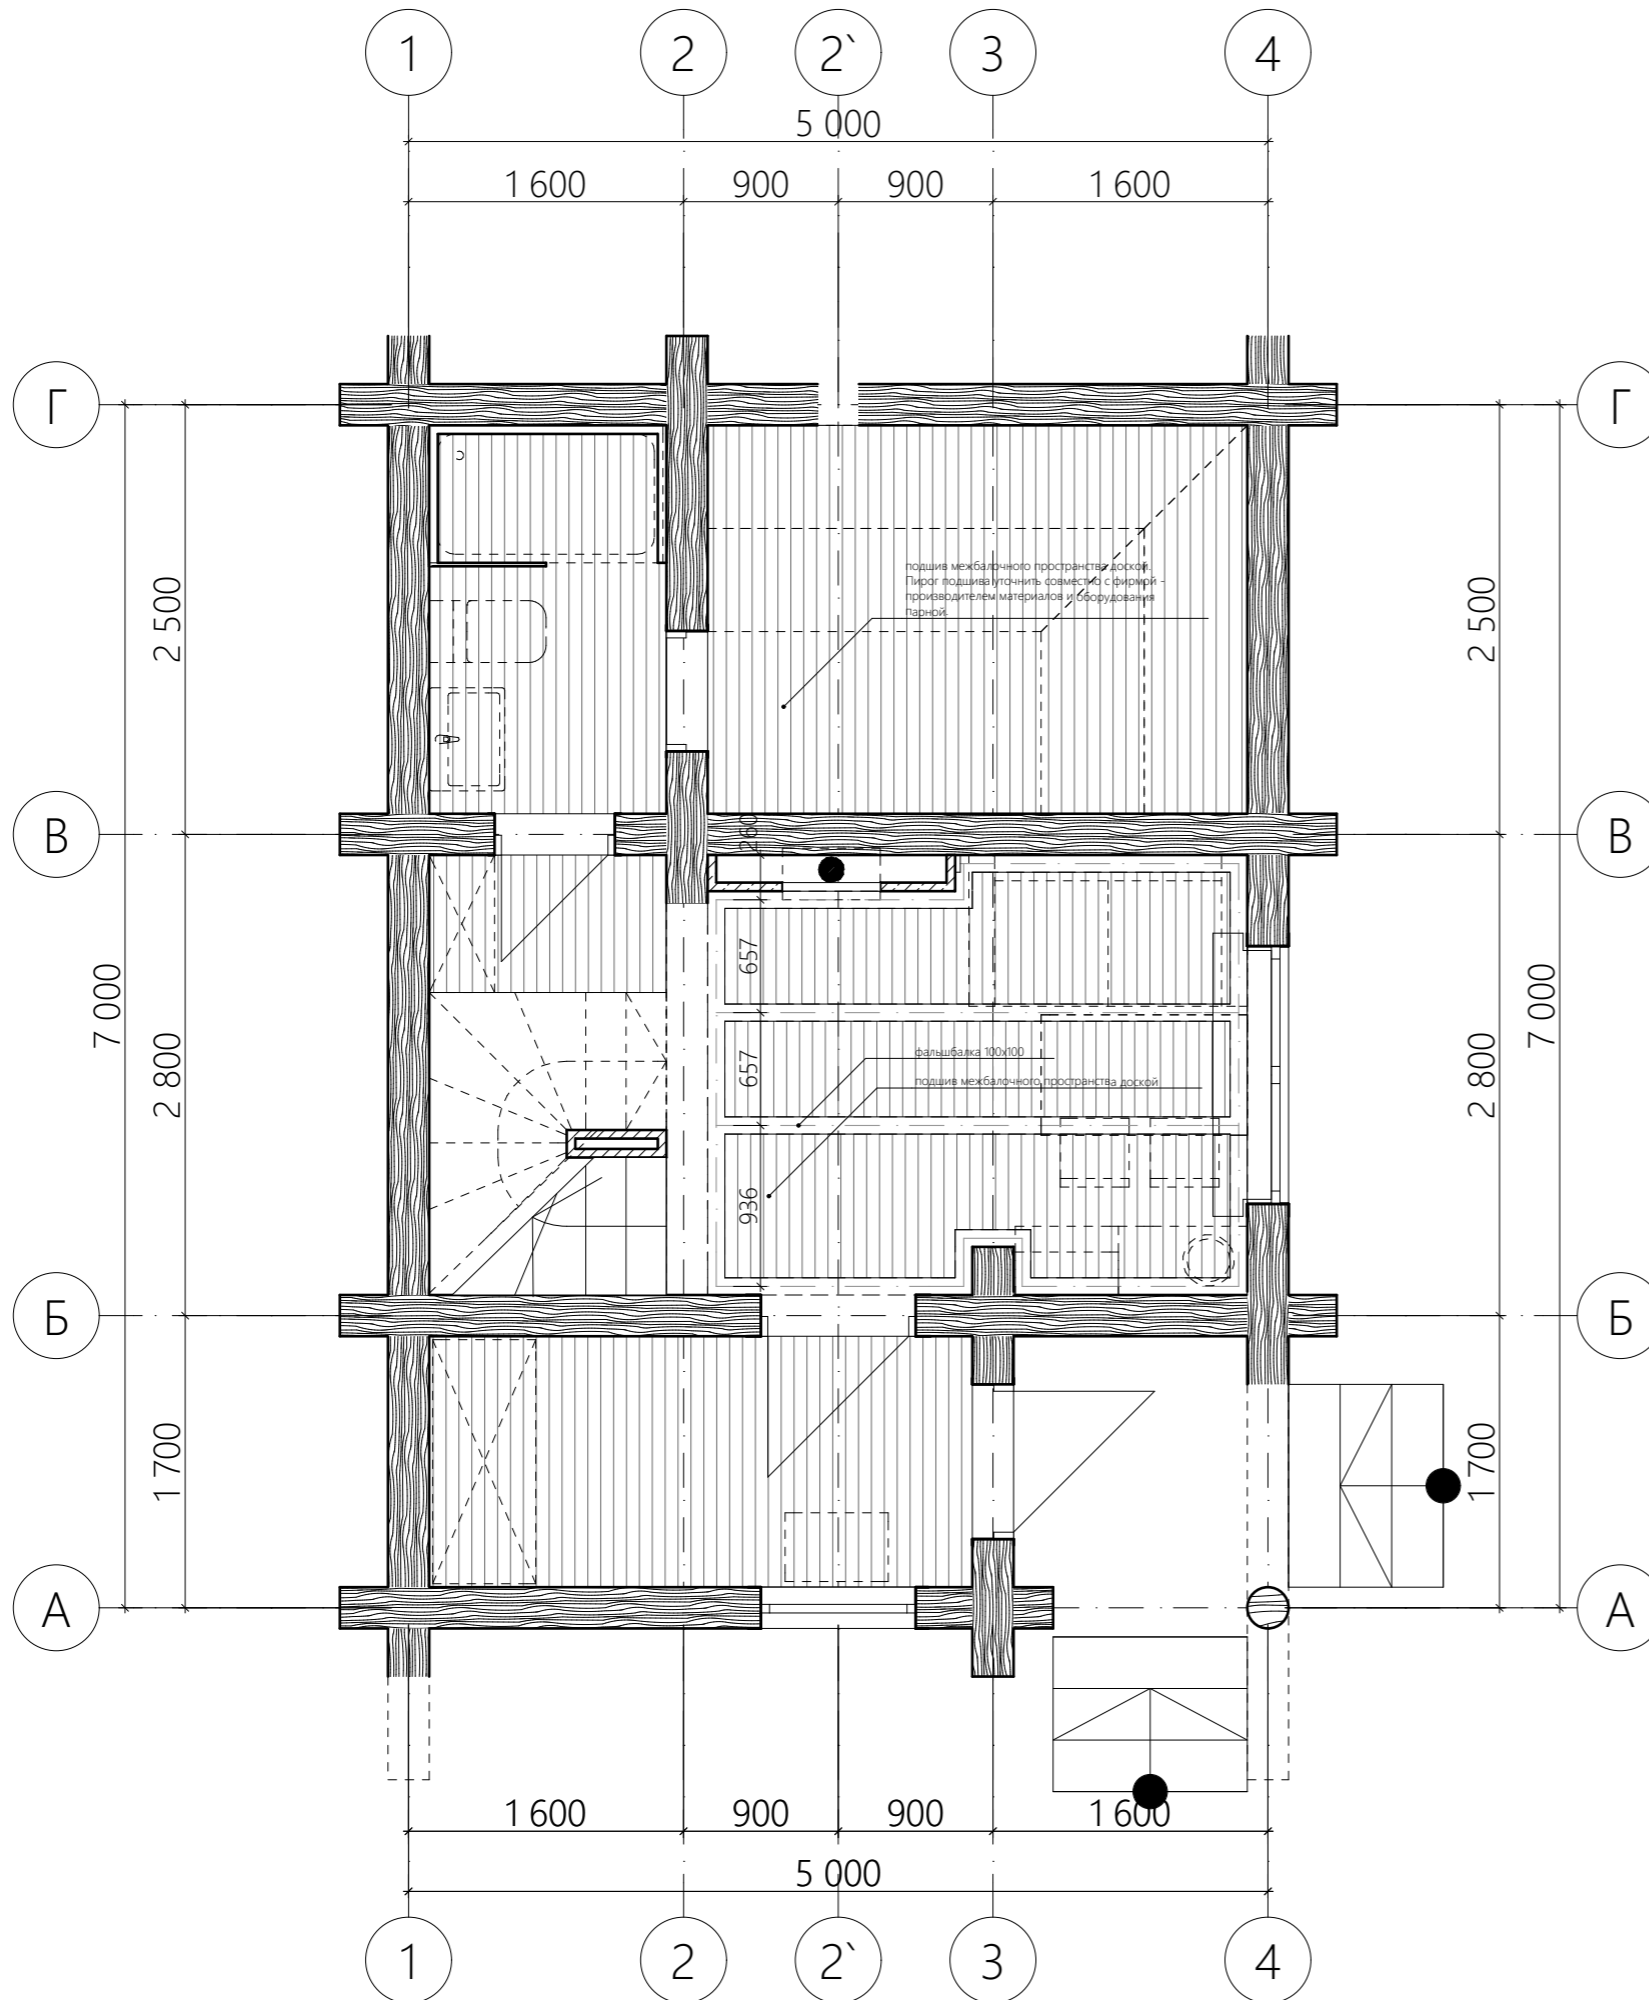 1 2 2` 3 4
5 000
1 600 900 900 1 600
Г Г
2 500 2 500
подшив межбалочного пространства доской.
Пирог подшива уточнить совместно с фирмой -
производителем материалов и оборудования
парной.
В В
260
657
7 000 7 000
2 800 2 800
657
фальшбалка 100х100
подшив межбалочного пространства доской
936
Б Б
1 700 1 700
А А
1 600 900 900 1 600
5 000
1 2 2` 3 4